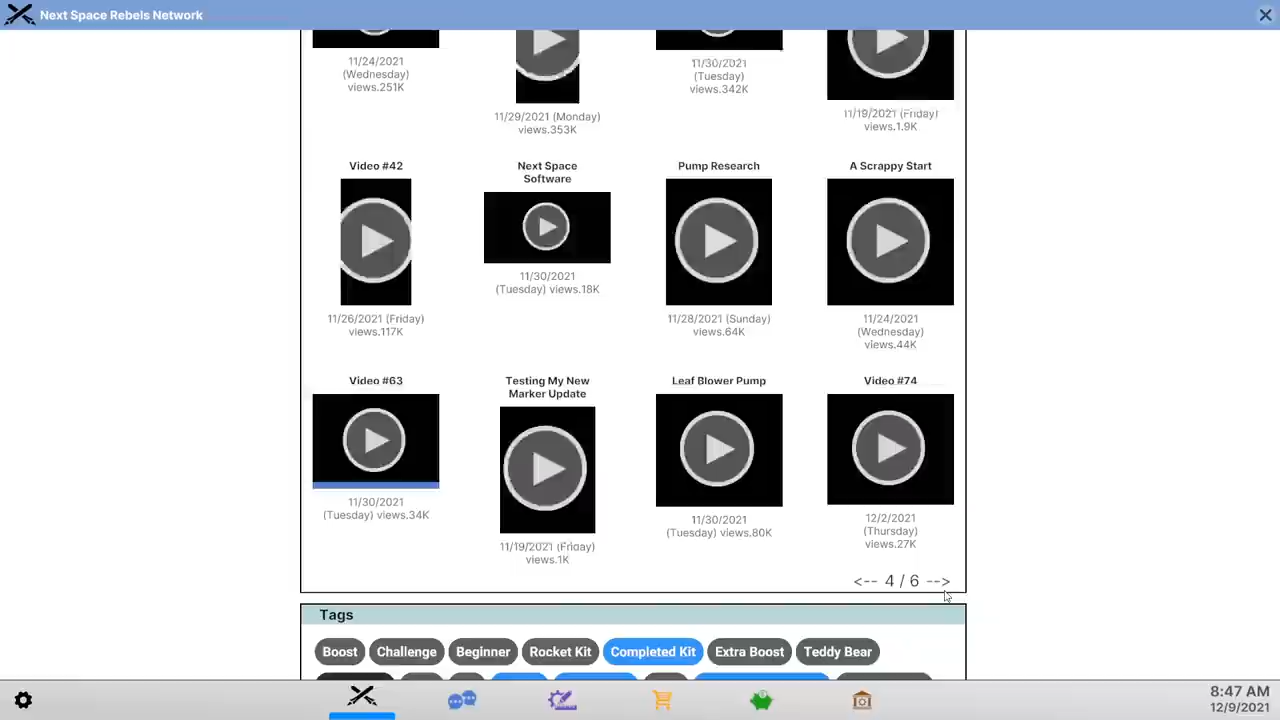 Next Space Rebels Network
11/24/2021
(Wednesday)
views.251K
11/29/2021 (Monday)
views.353K
11/30/2021
(Tuesday)
views.342K
11/19/2021 (Friday)
views.1.9K
Video #42
11/26/2021 (Friday)
views.117K
Next Space
Software
11/30/2021
(Tuesday) views.18K
Pump Research
11/28/2021 (Sunday)
views.64K
A Scrappy Start
11/24/2021
(Wednesday)
views.44K
Video #63
11/30/2021
(Tuesday) views.34K
Testing My New
Marker Update
11/19/2021 (Friday)
views.1K
Leaf Blower Pump
11/30/2021
(Tuesday) views.80K
Video #74
12/2/2021
(Thursday)
views.27K
<-- 4 / 6 -->
Tags
Boost Challenge Beginner Rocket Kit Completed Kit Extra Boost Teddy Bear
8:47 AM
12/9/2021